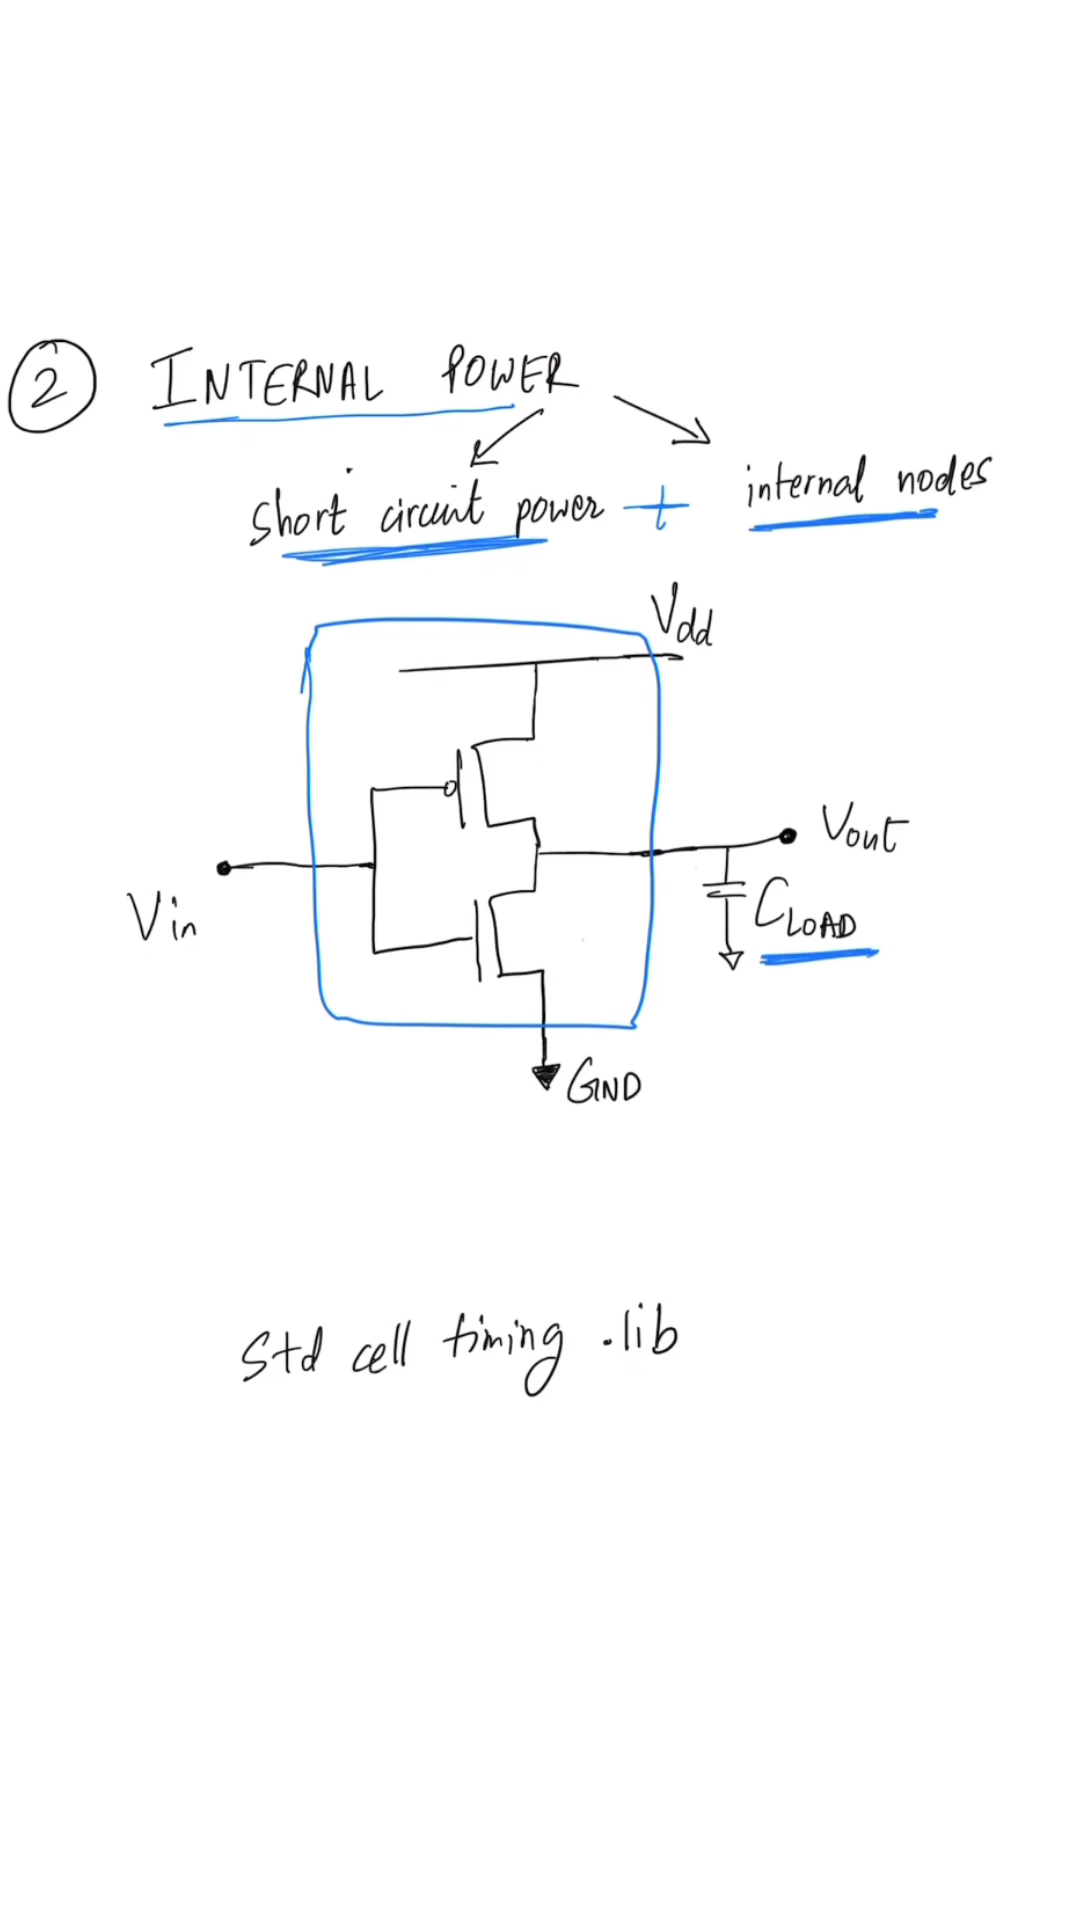 2 INTERNAL POWER
short circuit power + internal nodes
Vdd
Vout
Vin
CLOAD
GND
Std cell timing .lib